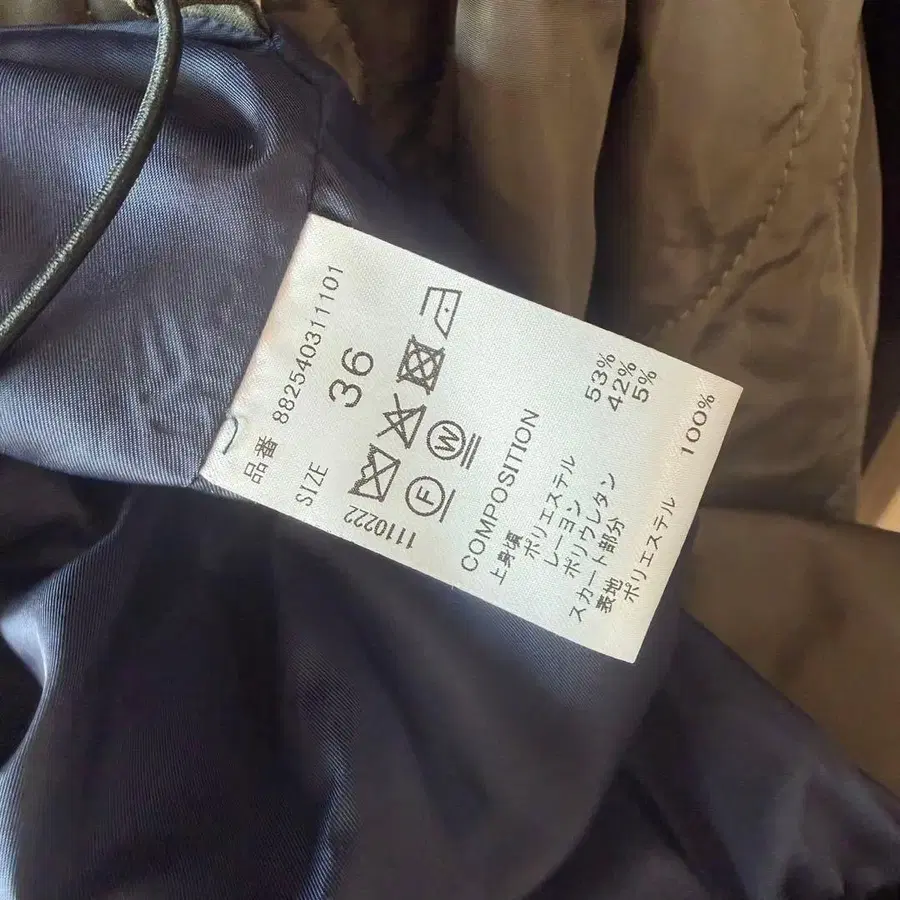 品番 88254031​1101
SIZE 36
F W
1110222
COMPOSITION
上身頃
ポリエステル 53%
レーヨン 42%
ポリウレタン 5%
スカート部分
表地
ポリエステル 100%